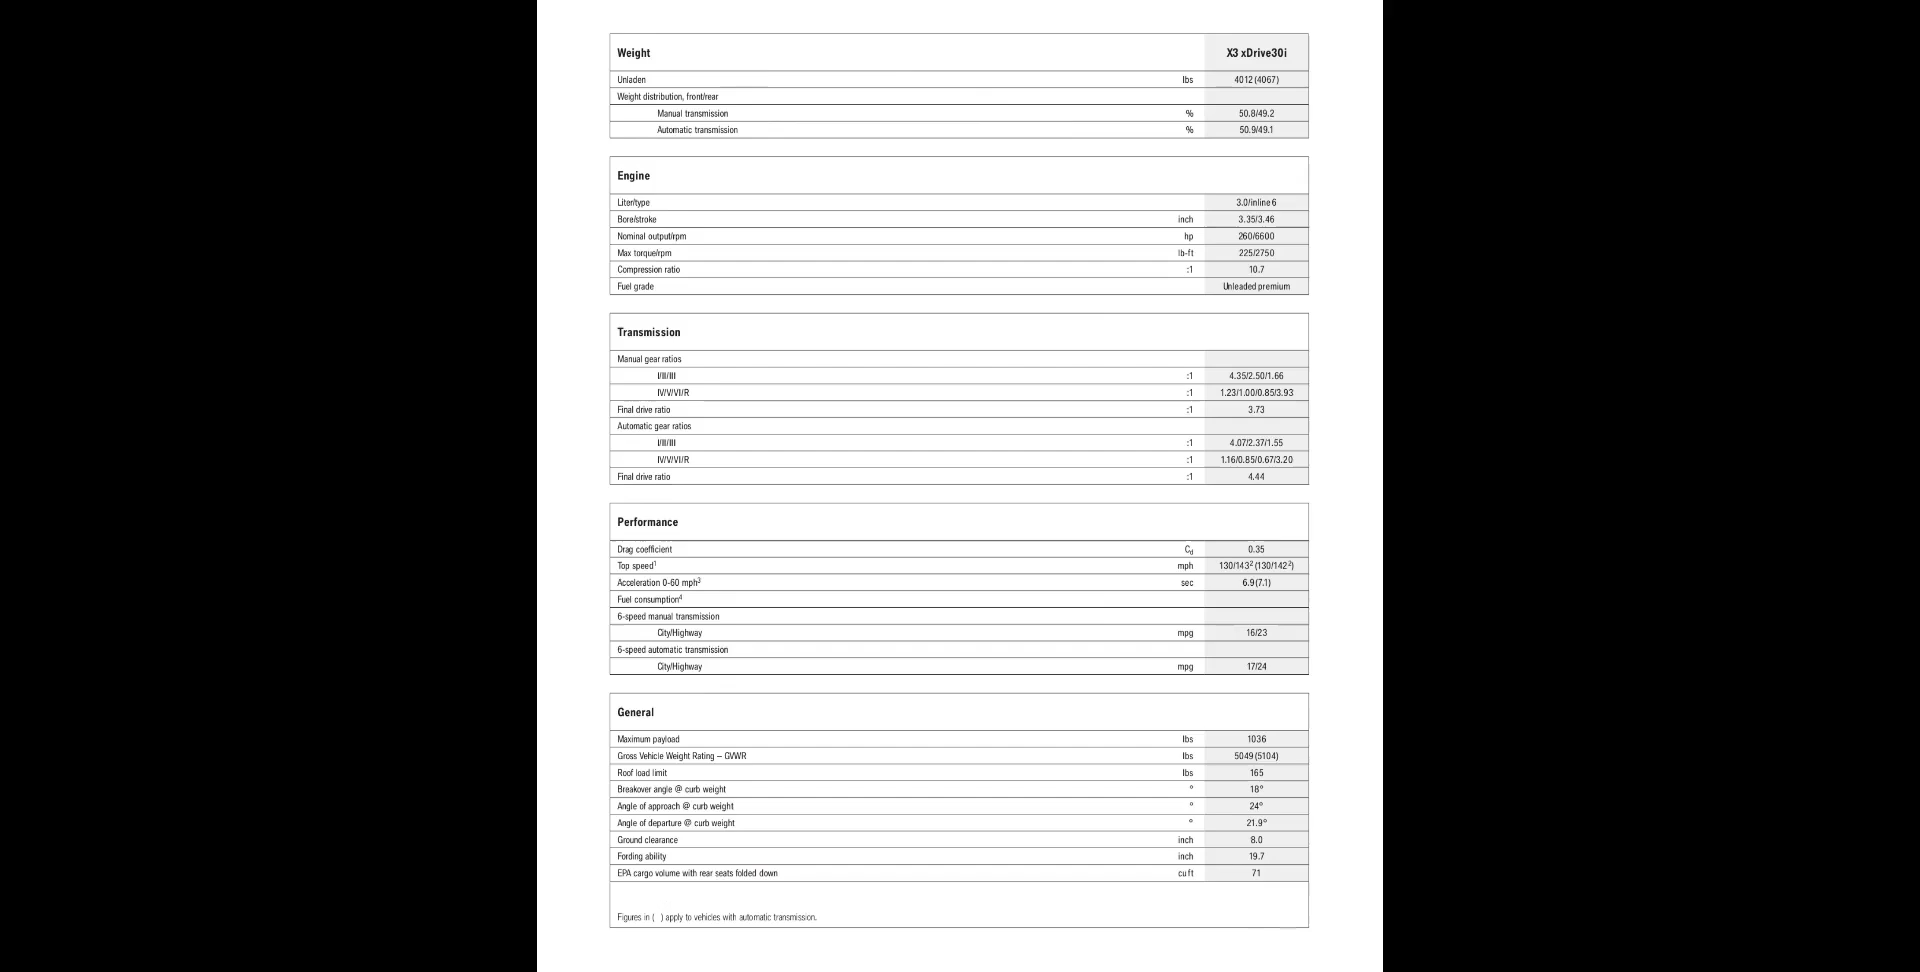 Weight X3 xDrive30i
Unladen lbs 4012 (4067)
Weight distribution, front/rear
Manual transmission % 50.8/49.2
Automatic transmission % 50.9/49.1
Engine
Liter/type 3.0/inline 6
Bore/stroke inch 3.35/3.46
Nominal output/rpm hp 260/6600
Max torque/rpm lb-ft 225/2750
Compression ratio :1 10.7
Fuel grade Unleaded premium
Transmission
Manual gear ratios
I/II/III :1 4.35/2.50/1.66
IV/V/VI/R :1 1.23/1.00/0.85/3.93
Final drive ratio :1 3.73
Automatic gear ratios
I/II/III :1 4.07/2.37/1.55
IV/V/VI/R :1 1.16/0.85/0.67/3.20
Final drive ratio :1 4.44
Performance
Drag coefficient Cd 0.35
Top speed¹ mph 130/143² (130/142²)
Acceleration 0-60 mph³ sec 6.9 (7.1)
Fuel consumption⁴
6-speed manual transmission
City/Highway mpg 16/23
6-speed automatic transmission
City/Highway mpg 17/24
General
Maximum payload lbs 1036
Gross Vehicle Weight Rating – GVWR lbs 5049 (5104)
Roof load limit lbs 165
Breakover angle @ curb weight ° 18°
Angle of approach @ curb weight ° 24°
Angle of departure @ curb weight ° 21.9°
Ground clearance inch 8.0
Fording ability inch 19.7
EPA cargo volume with rear seats folded down cu ft 71
Figures in ( ) apply to vehicles with automatic transmission.